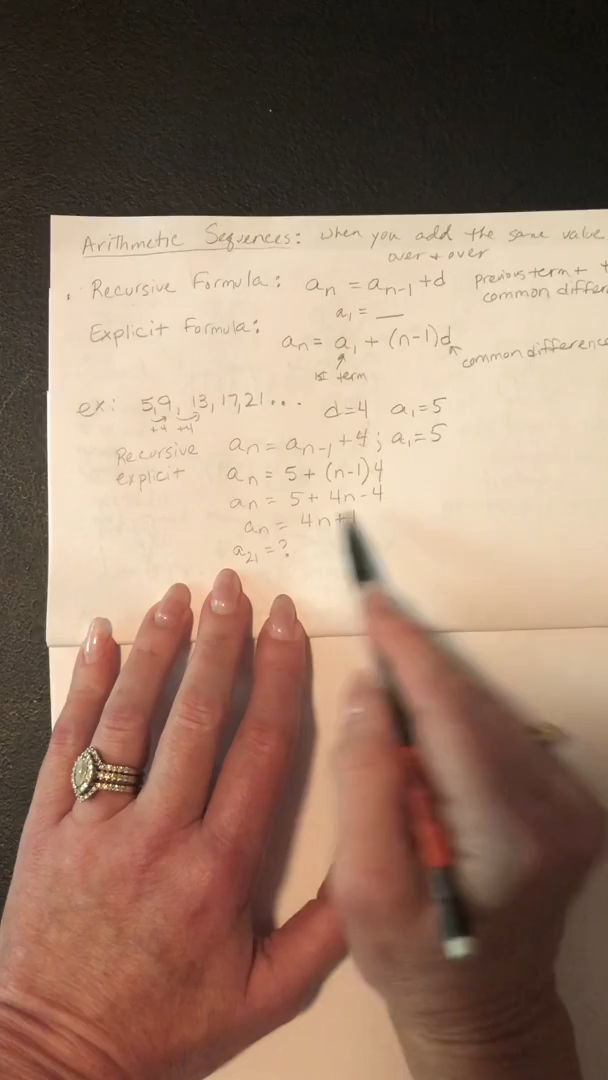 Arithmetic Sequences: When you add the same value
over + over
Recursive Formula: aₙ = aₙ₋₁ + d previous term +
common differ
a₁ = __
Explicit Formula: aₙ = a₁ + (n-1)d
common difference
1st term
ex: 5, 9, 13, 17, 21... d=4 a₁=5
+4 +4
Recursive aₙ = aₙ₋₁ + 4; a₁=5
explicit aₙ = 5 + (n-1)4
aₙ = 5 + 4n - 4
aₙ = 4n+1
a₂₁ = ?